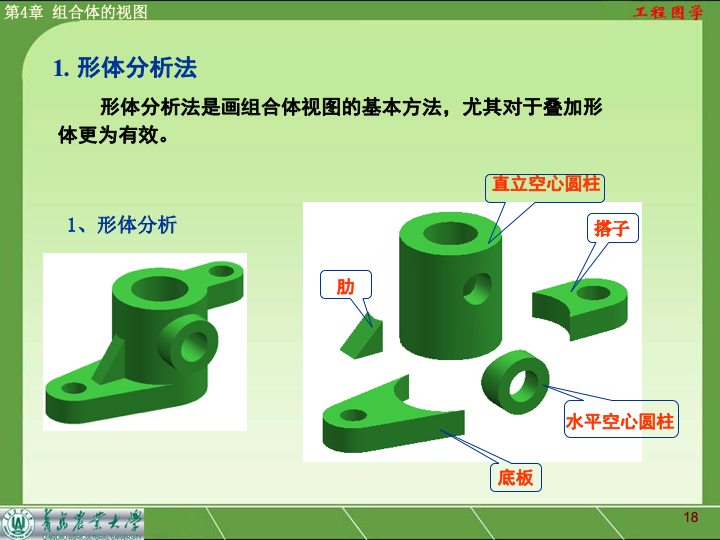 第4章 组合体的视图
工程图学
1. 形体分析法
形体分析法是画组合体视图的基本方法，尤其对于叠加形
体更为有效。
直立空心圆柱
1、形体分析
搭子
肋
水平空心圆柱
底板
青岛农业大学
QINGDAO AGRICULTURAL UNIVERSITY
18